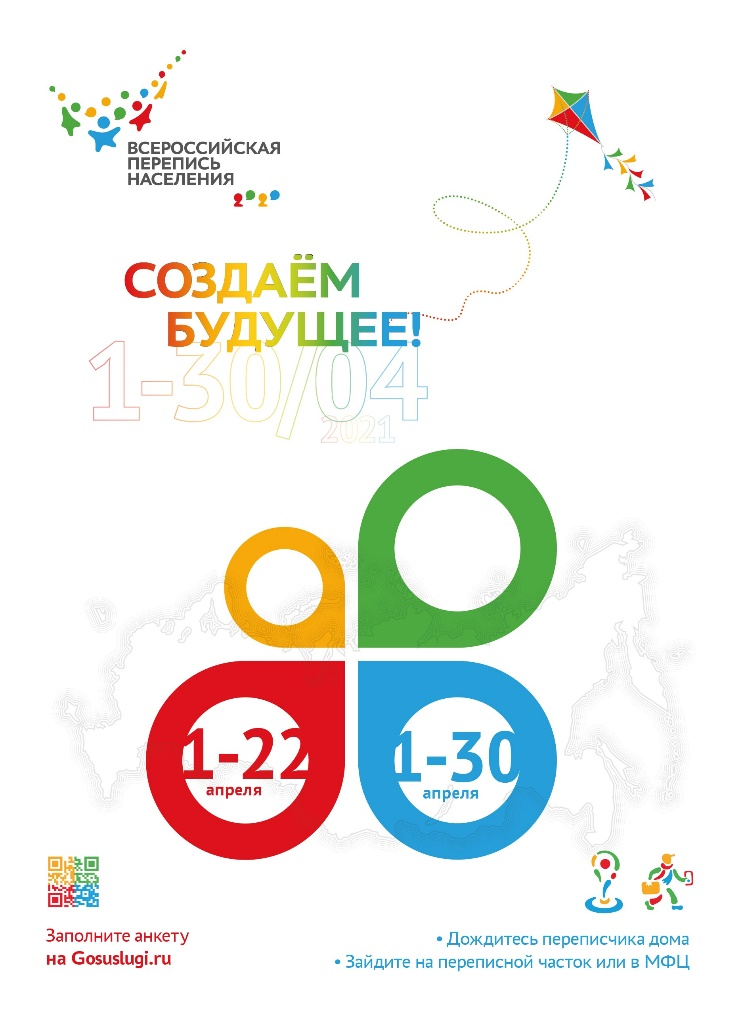 ВСЕРОССИЙСКАЯ
ПЕРЕПИСЬ
НАСЕЛЕНИЯ
2020
СОЗДАЁМ
БУДУЩЕЕ!
1-30/04
2021
1-22
апреля
1-30
апреля
Заполните анкету
на Gosuslugi.ru
• Дождитесь переписчика дома
• Зайдите на переписной часток или в МФЦ